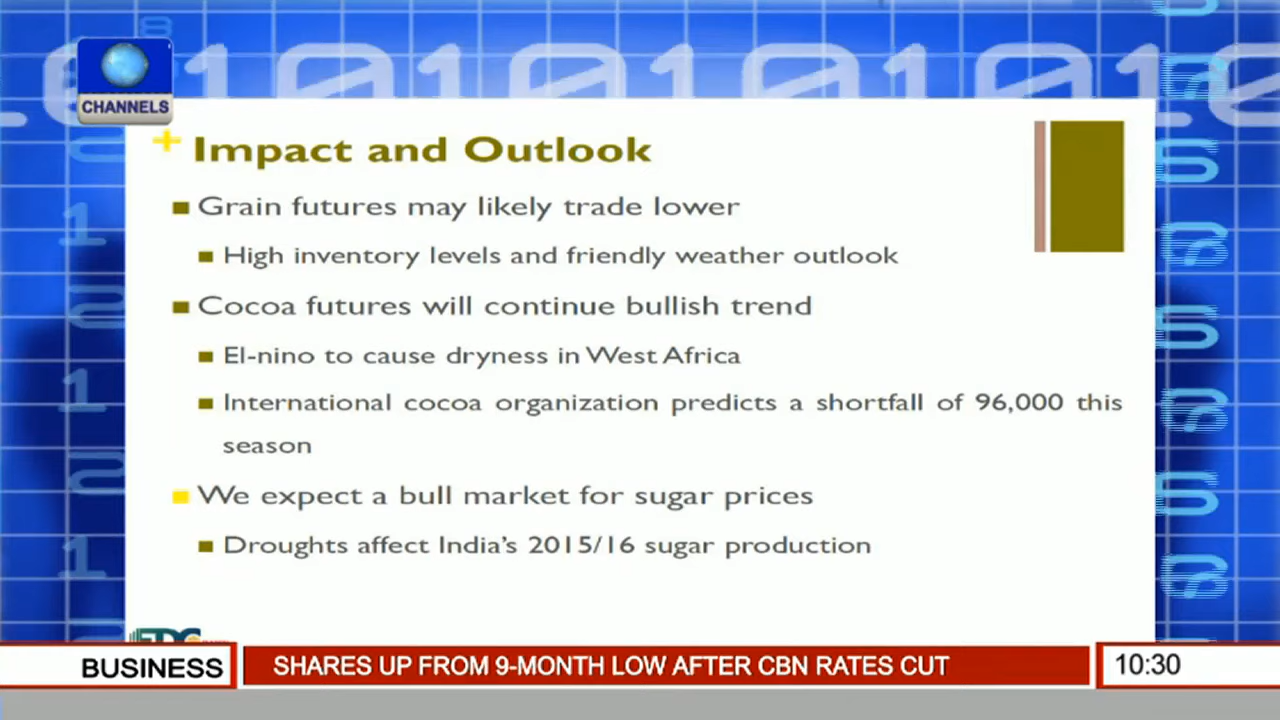 CHANNELS
Impact and Outlook
Grain futures may likely trade lower
High inventory levels and friendly weather outlook
Cocoa futures will continue bullish trend
El-nino to cause dryness in West Africa
International cocoa organization predicts a shortfall of 96,000 this
season
We expect a bull market for sugar prices
Droughts affect India's 2015/16 sugar production
BUSINESS
SHARES UP FROM 9-MONTH LOW AFTER CBN RATES CUT
10:30